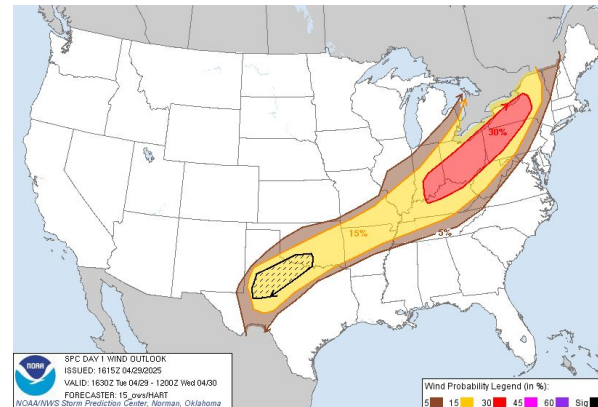 30%
15%
5%
NOAA
SPC DAY 1 WIND OUTLOOK
ISSUED: 1615Z 04/29/2025
VALID: 1630Z Tue 04/29 - 1200Z Wed 04/30
FORECASTER: 15_ovs/HART
NOAA/NWS Storm Prediction Center, Norman, Oklahoma
Wind Probability Legend (in %):
5 15 30 45 60 Sig